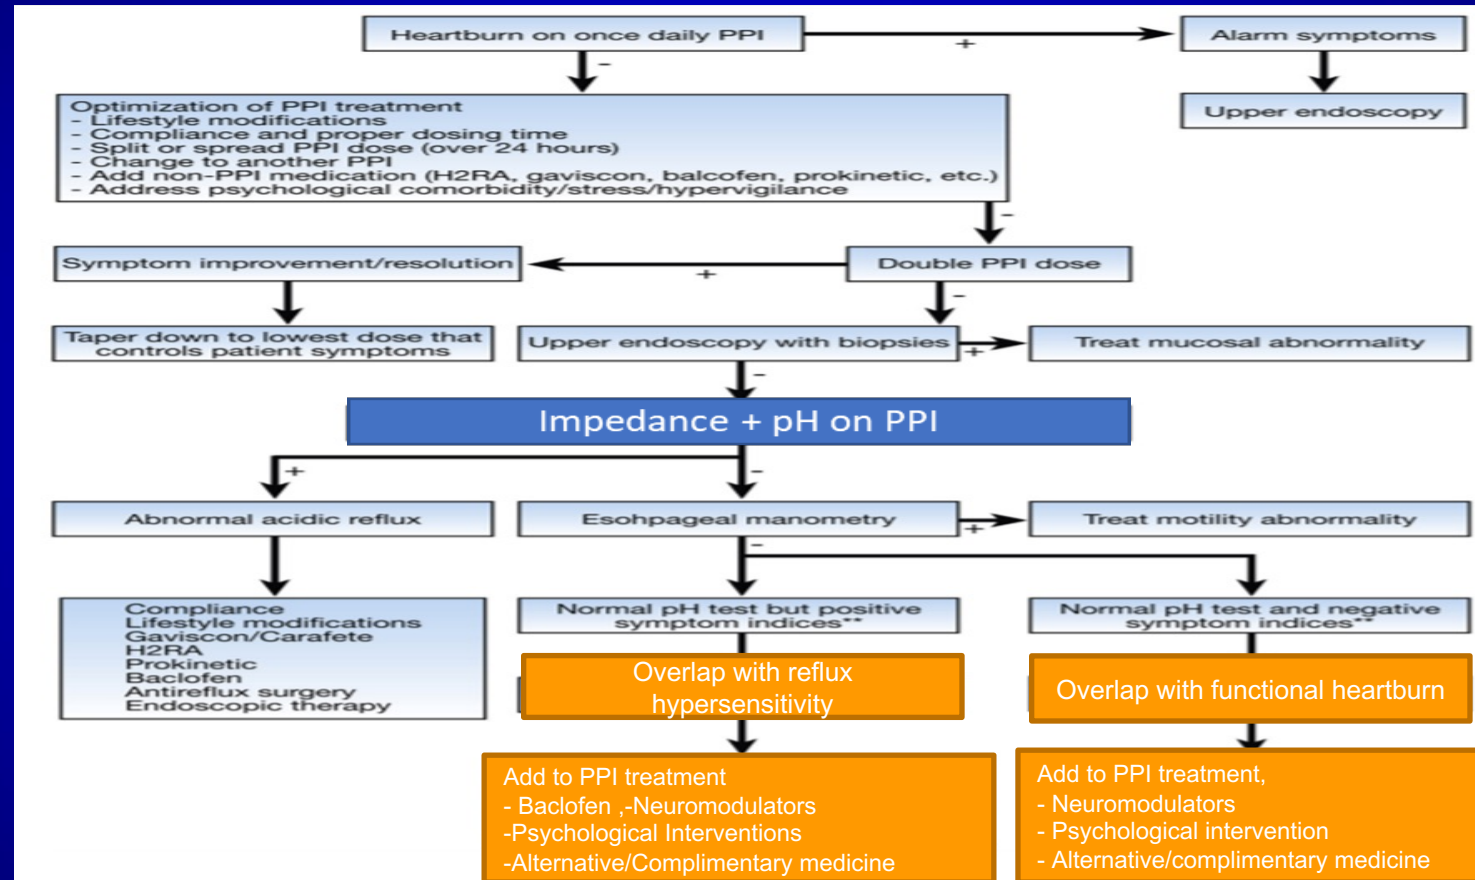 Heartburn on once daily PPI
+
Alarm symptoms
-
Upper endoscopy
Optimization of PPI treatment
- Lifestyle modifications
- Compliance and proper dosing time
- Split or spread PPI dose (over 24 hours)
- Change to another PPI
- Add non-PPI medication (H2RA, gaviscon, balcofen, prokinetic, etc.)
- Address psychological comorbidity/stress/hypervigilance
-
Symptom improvement/resolution
+
Double PPI dose
-
Taper down to lowest dose that
controls patient symptoms
Upper endoscopy with biopsies
+
Treat mucosal abnormality
-
Impedance + pH on PPI
+
-
Abnormal acidic reflux
Esohpageal manometry
+
Treat motility abnormality
-
Compliance
Lifestyle modifications
Gaviscon/Carafete
H2RA
Prokinetic
Baclofen
Antireflux surgery
Endoscopic therapy
Normal pH test but positive
symptom indices**
Normal pH test and negative
symptom indices**
Overlap with reflux
hypersensitivity
Overlap with functional heartburn
Add to PPI treatment
- Baclofen ,-Neuromodulators
-Psychological Interventions
-Alternative/Complimentary medicine
Add to PPI treatment,
- Neuromodulators
- Psychological intervention
- Alternative/complimentary medicine